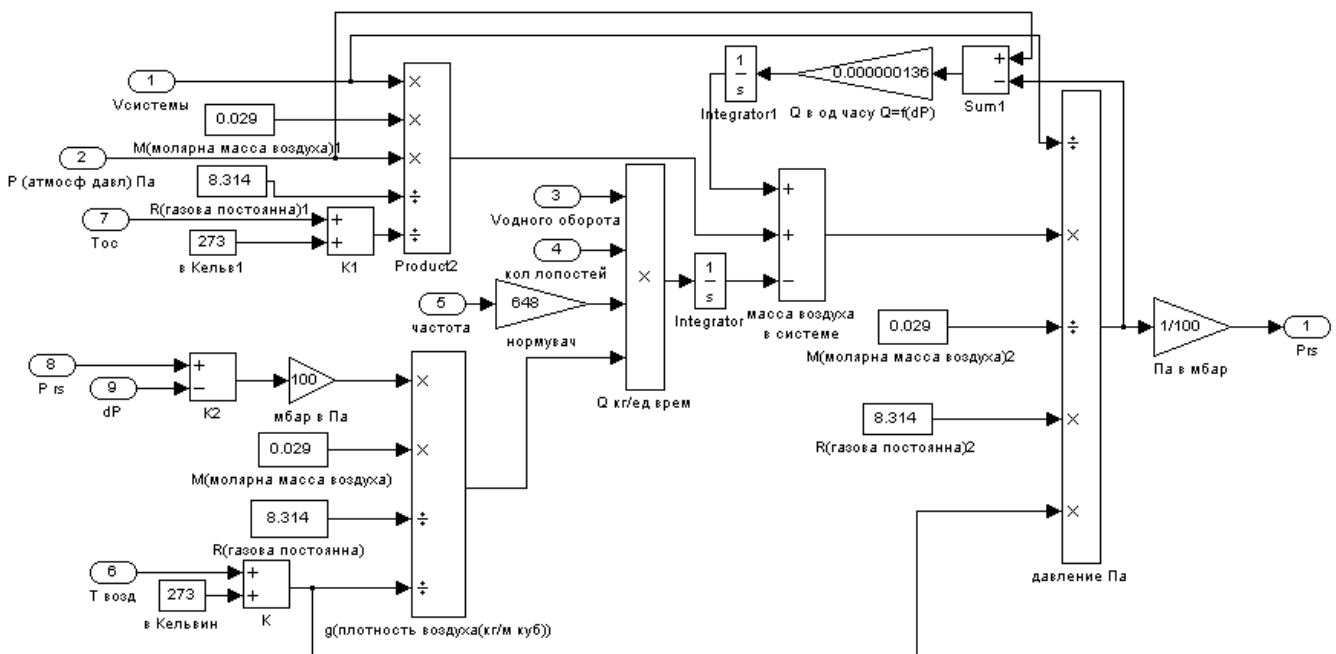 1
Vсистемы
0.029
М(молярна масса воздуха)1
2
P (атмосф давл) Па
8.314
R(газова постоянна)1
7
Тос
273
в Кельв1
K1
Product2
1
s
Integrator1
0.000000136
Q в од часу Q=f(dP)
Sum1
3
Vодного оборота
4
кол лопостей
5
частота
648
нормувач
Q кг/ед врем
1
s
Integrator
масса воздуха
в системе
0.029
М(молярна масса воздуха)2
8.314
R(газова постоянна)2
давление Па
1/100
Па в мбар
1
Prs
8
P rs
9
dP
K2
100
мбар в Па
0.029
М(молярна масса воздуха)
8.314
R(газова постоянна)
6
Т возд
273
в Кельвин
K
g(плотность воздуха(кг/м куб))